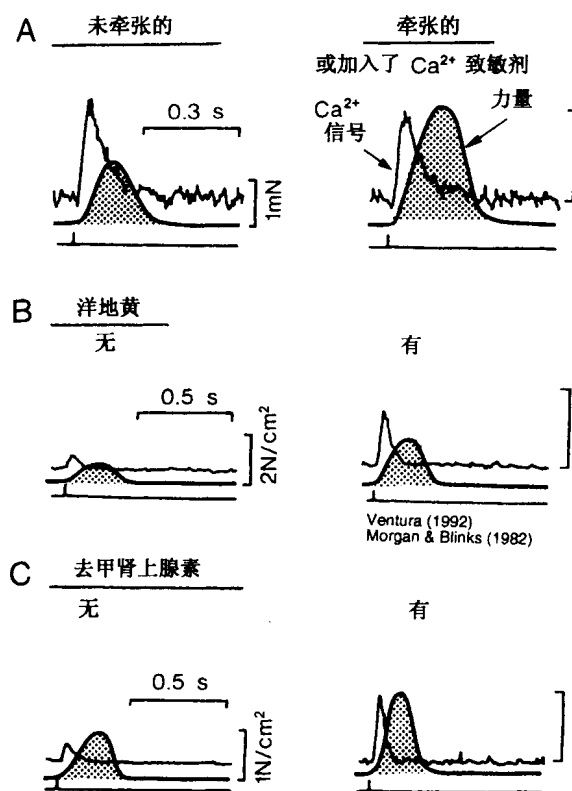 A
未牵张的
牵张的
或加入了 Ca²⁺ 致敏剂
0.3 s
Ca²⁺
信号
力量
1mN
B
洋地黄
无
有
0.5 s
2N/cm²
Ventura (1992)
Morgan & Blinks (1982)
C
去甲肾上腺素
无
有
0.5 s
1N/cm²